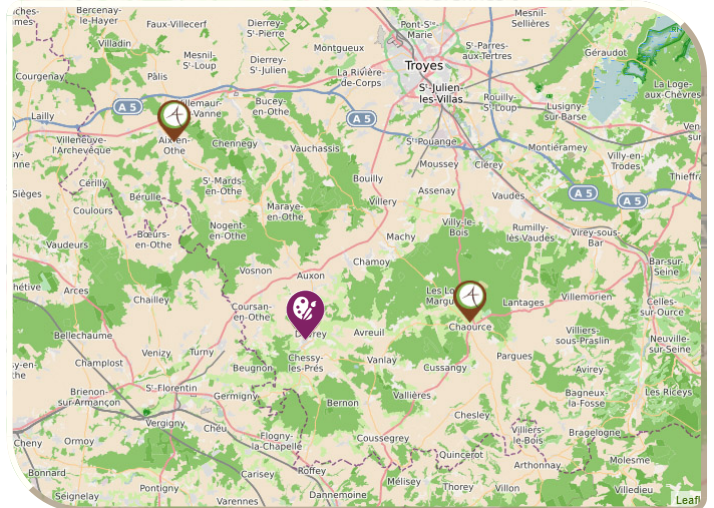 Bercenay-
le-Hayer
Faux-Villecerf
Dierrey-
St-Pierre
Pont-Ste-
Marie
Mesnil-
Sellières
Villadin
Mesnil-
St-Loup
Dierrey-
St-Julien
Montgueux
Troyes
St-Parres-
aux-Tertres
Géraudot
Courgenay
Pâlis
La Rivière-
de-Corps
St-Julien-
les-Villas
La Loge-
aux-Chèvres
A 5
Bucey-
en-Othe
Rouilly-
St-Loup
Lusigny-
sur-Barse
Lailly
A 5
Villeneuve-
l'Archevêque
Aix-en-
Othe
Chennegy
Vauchassis
Moussey
Clérey
Montiéramey
Villy-en-
Trodes
Cérilly
St-Mards-
en-Othe
Bouilly
Assenay
A 5
A 5
Sièges
Bérulle
Coulours
Maraye-
en-Othe
Villery
Vaudes
Nogent-
en-Othe
Villy-le-
Bois
Rumilly-
lès-Vaudes
Virey-sous-
Bar
Bœurs-
en-Othe
Machy
Vaudeurs
Vosnon
Auxon
Chamoy
Bar-sur-
Seine
Arces
Chailley
Coursan-
en-Othe
Lantages
Villemorien
Celles-
sur-Ource
Bellechaume
Avreuil
Chaource
Villiers-
sous-Praslin
Neuville-
sur-Seine
Venizy
Turny
Chessy-
les-Prés
Vanlay
Pargues
Champlost
Beugnon
Cussangy
Avirey
Brienon-
sur-Armançon
St-Florentin
Germigny
Bernon
Vallières
Bagneux-
la-Fosse
Les Riceys
Vergigny
Cheu
Chesley
Villiers-
le-Bois
Bragelogne
Cheny
Ormoy
Flogny-
la-Chapelle
Coussegrey
Quincerot
Arthonnay
Molesme
Bonnard
Carisey
Roffey
Mélisey
Thorey
Villon
Villedieu
Seignelay
Pontigny
Varennes
Dannemoine
Leafl